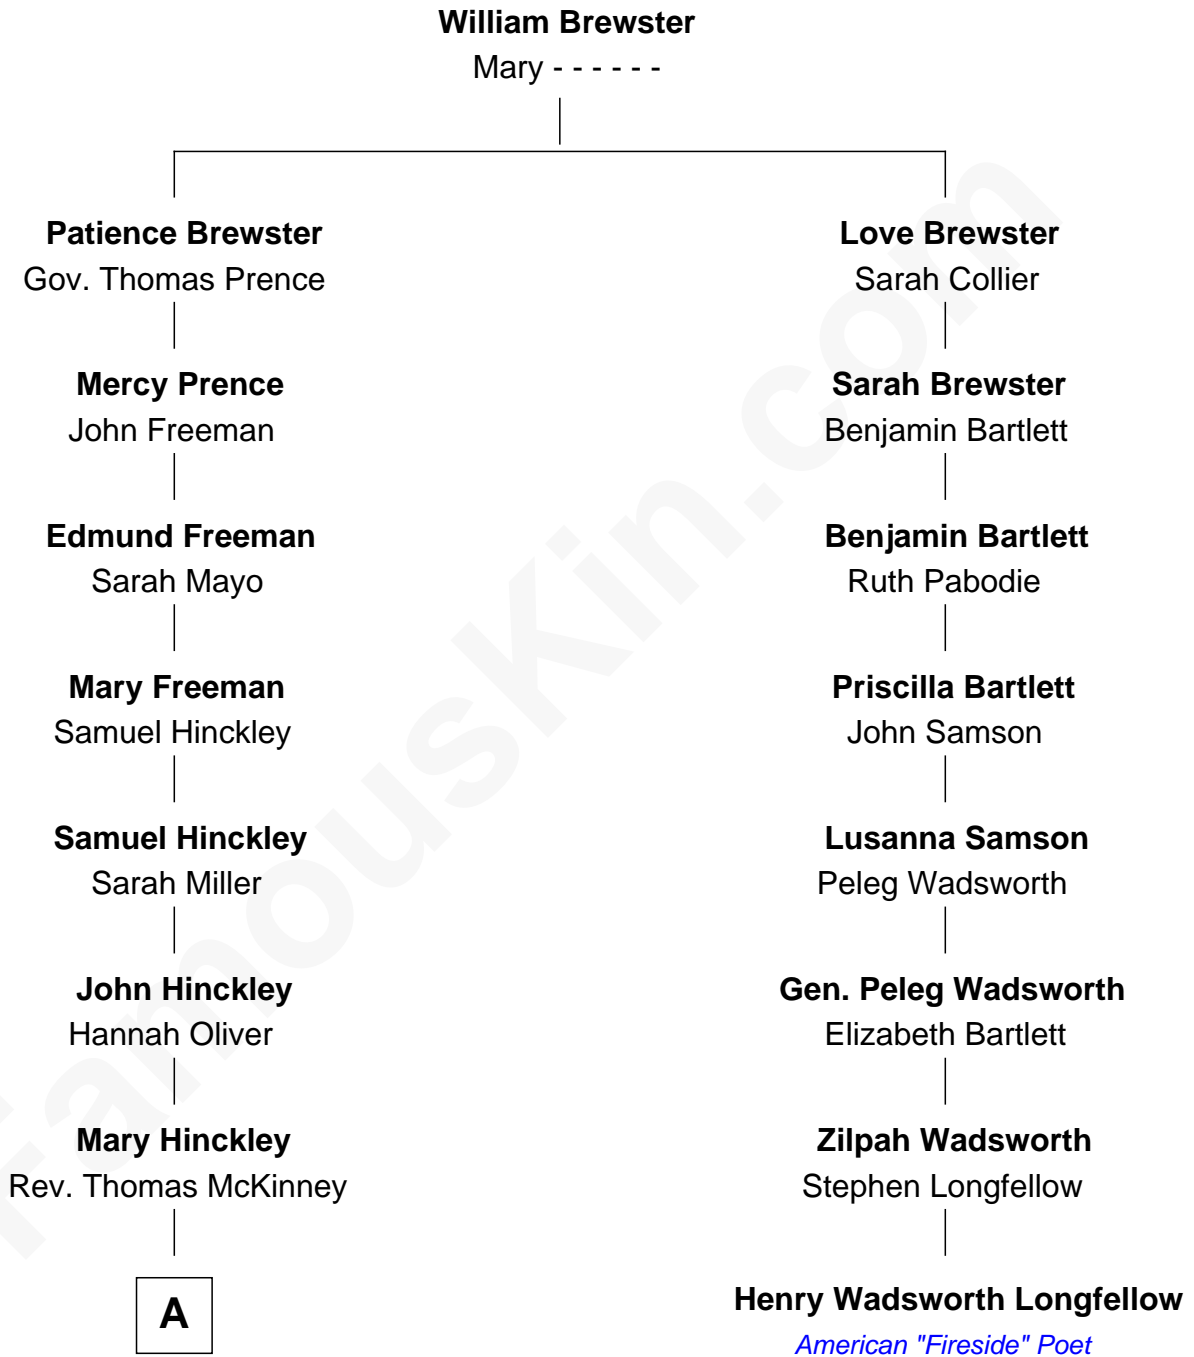 William Brewster
Mary - - - - - -
Patience Brewster
Gov. Thomas Prence
Love Brewster
Sarah Collier
Mercy Prence
John Freeman
Sarah Brewster
Benjamin Bartlett
Edmund Freeman
Sarah Mayo
Benjamin Bartlett
Ruth Pabodie
Mary Freeman
Samuel Hinckley
Priscilla Bartlett
John Samson
Samuel Hinckley
Sarah Miller
Lusanna Samson
Peleg Wadsworth
John Hinckley
Hannah Oliver
Gen. Peleg Wadsworth
Elizabeth Bartlett
Mary Hinckley
Rev. Thomas McKinney
Zilpah Wadsworth
Stephen Longfellow
A
Henry Wadsworth Longfellow
American "Fireside" Poet
FamousKin.com